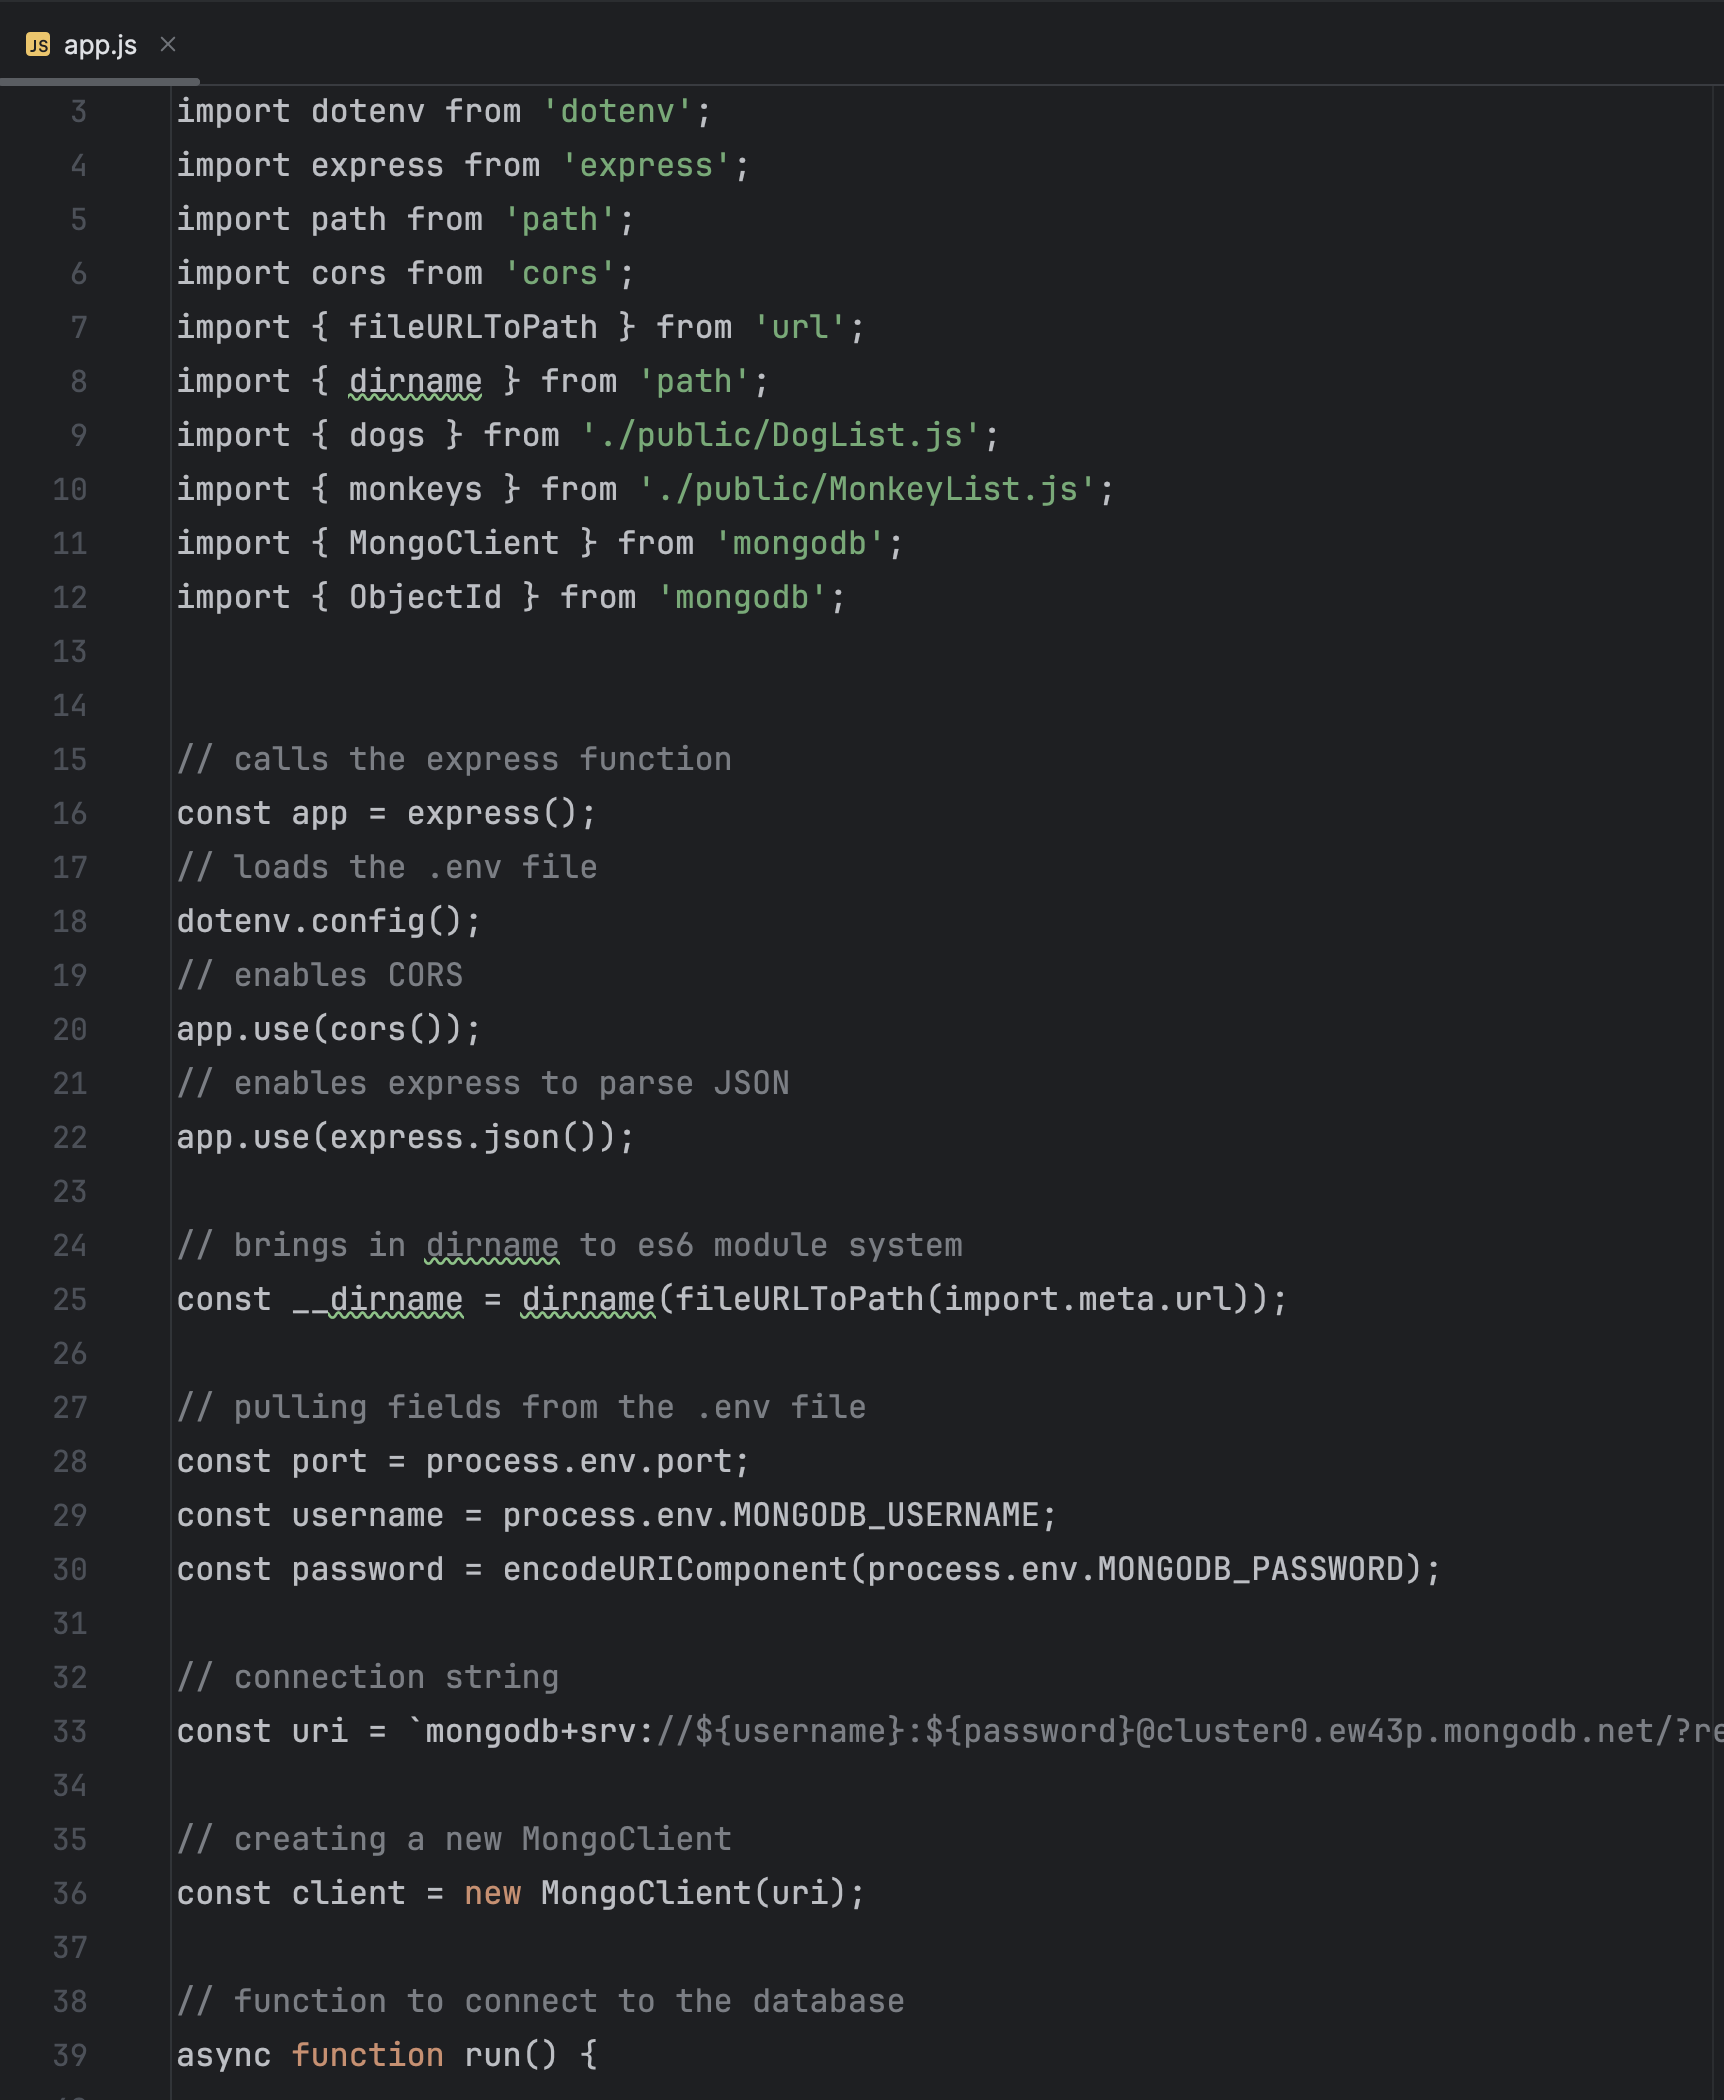 JS app.js ×
3 import dotenv from 'dotenv';
4 import express from 'express';
5 import path from 'path';
6 import cors from 'cors';
7 import { fileURLToPath } from 'url';
8 import { dirname } from 'path';
9 import { dogs } from './public/DogList.js';
10 import { monkeys } from './public/MonkeyList.js';
11 import { MongoClient } from 'mongodb';
12 import { ObjectId } from 'mongodb';
13
14
15 // calls the express function
16 const app = express();
17 // loads the .env file
18 dotenv.config();
19 // enables CORS
20 app.use(cors());
21 // enables express to parse JSON
22 app.use(express.json());
23
24 // brings in dirname to es6 module system
25 const __dirname = dirname(fileURLToPath(import.meta.url));
26
27 // pulling fields from the .env file
28 const port = process.env.port;
29 const username = process.env.MONGODB_USERNAME;
30 const password = encodeURIComponent(process.env.MONGODB_PASSWORD);
31
32 // connection string
33 const uri = `mongodb+srv://${username}:${password}@cluster0.ew43p.mongodb.net/?re
34
35 // creating a new MongoClient
36 const client = new MongoClient(uri);
37
38 // function to connect to the database
39 async function run() {